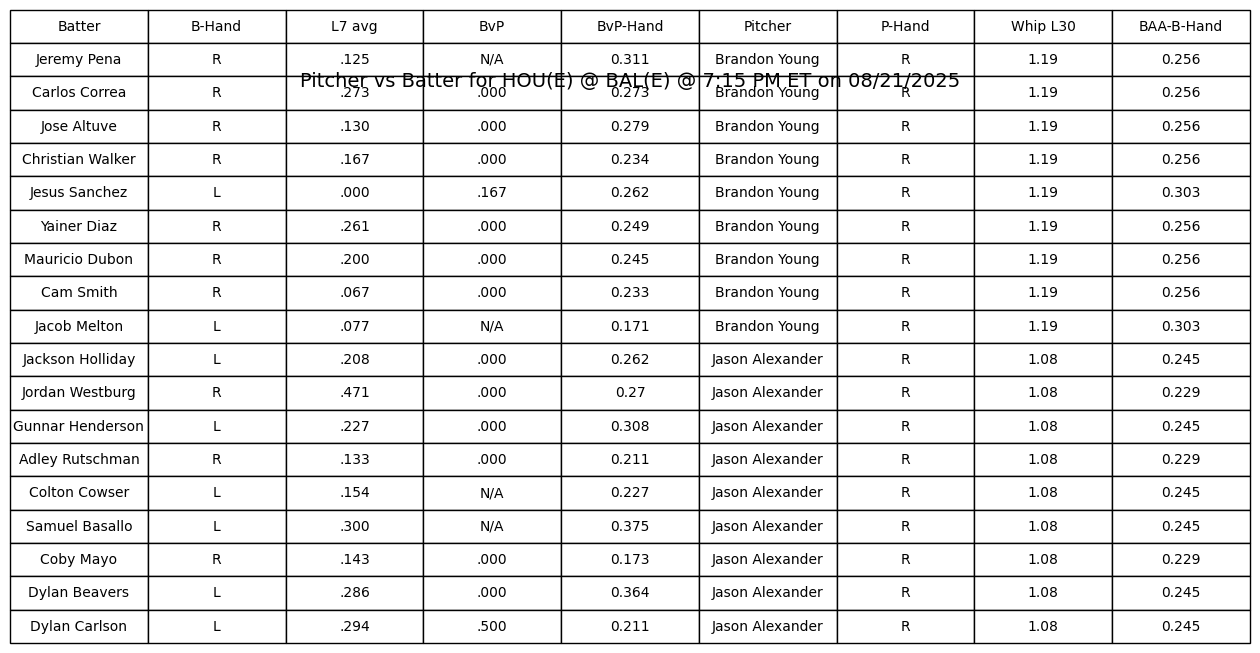 Batter B-Hand L7 avg BvP BvP-Hand Pitcher P-Hand Whip L30 BAA-B-Hand
Jeremy Pena R .125 N/A 0.311 Brandon Young R 1.19 0.256
Pitcher vs Batter for HOU(E) @ BAL(E) @ 7:15 PM ET on 08/21/2025
Carlos Correa R .273 .000 0.273 Brandon Young R 1.19 0.256
Jose Altuve R .130 .000 0.279 Brandon Young R 1.19 0.256
Christian Walker R .167 .000 0.234 Brandon Young R 1.19 0.256
Jesus Sanchez L .000 .167 0.262 Brandon Young R 1.19 0.303
Yainer Diaz R .261 .000 0.249 Brandon Young R 1.19 0.256
Mauricio Dubon R .200 .000 0.245 Brandon Young R 1.19 0.256
Cam Smith R .067 .000 0.233 Brandon Young R 1.19 0.256
Jacob Melton L .077 N/A 0.171 Brandon Young R 1.19 0.303
Jackson Holliday L .208 .000 0.262 Jason Alexander R 1.08 0.245
Jordan Westburg R .471 .000 0.27 Jason Alexander R 1.08 0.229
Gunnar Henderson L .227 .000 0.308 Jason Alexander R 1.08 0.245
Adley Rutschman R .133 .000 0.211 Jason Alexander R 1.08 0.229
Colton Cowser L .154 N/A 0.227 Jason Alexander R 1.08 0.245
Samuel Basallo L .300 N/A 0.375 Jason Alexander R 1.08 0.245
Coby Mayo R .143 .000 0.173 Jason Alexander R 1.08 0.229
Dylan Beavers L .286 .000 0.364 Jason Alexander R 1.08 0.245
Dylan Carlson L .294 .500 0.211 Jason Alexander R 1.08 0.245